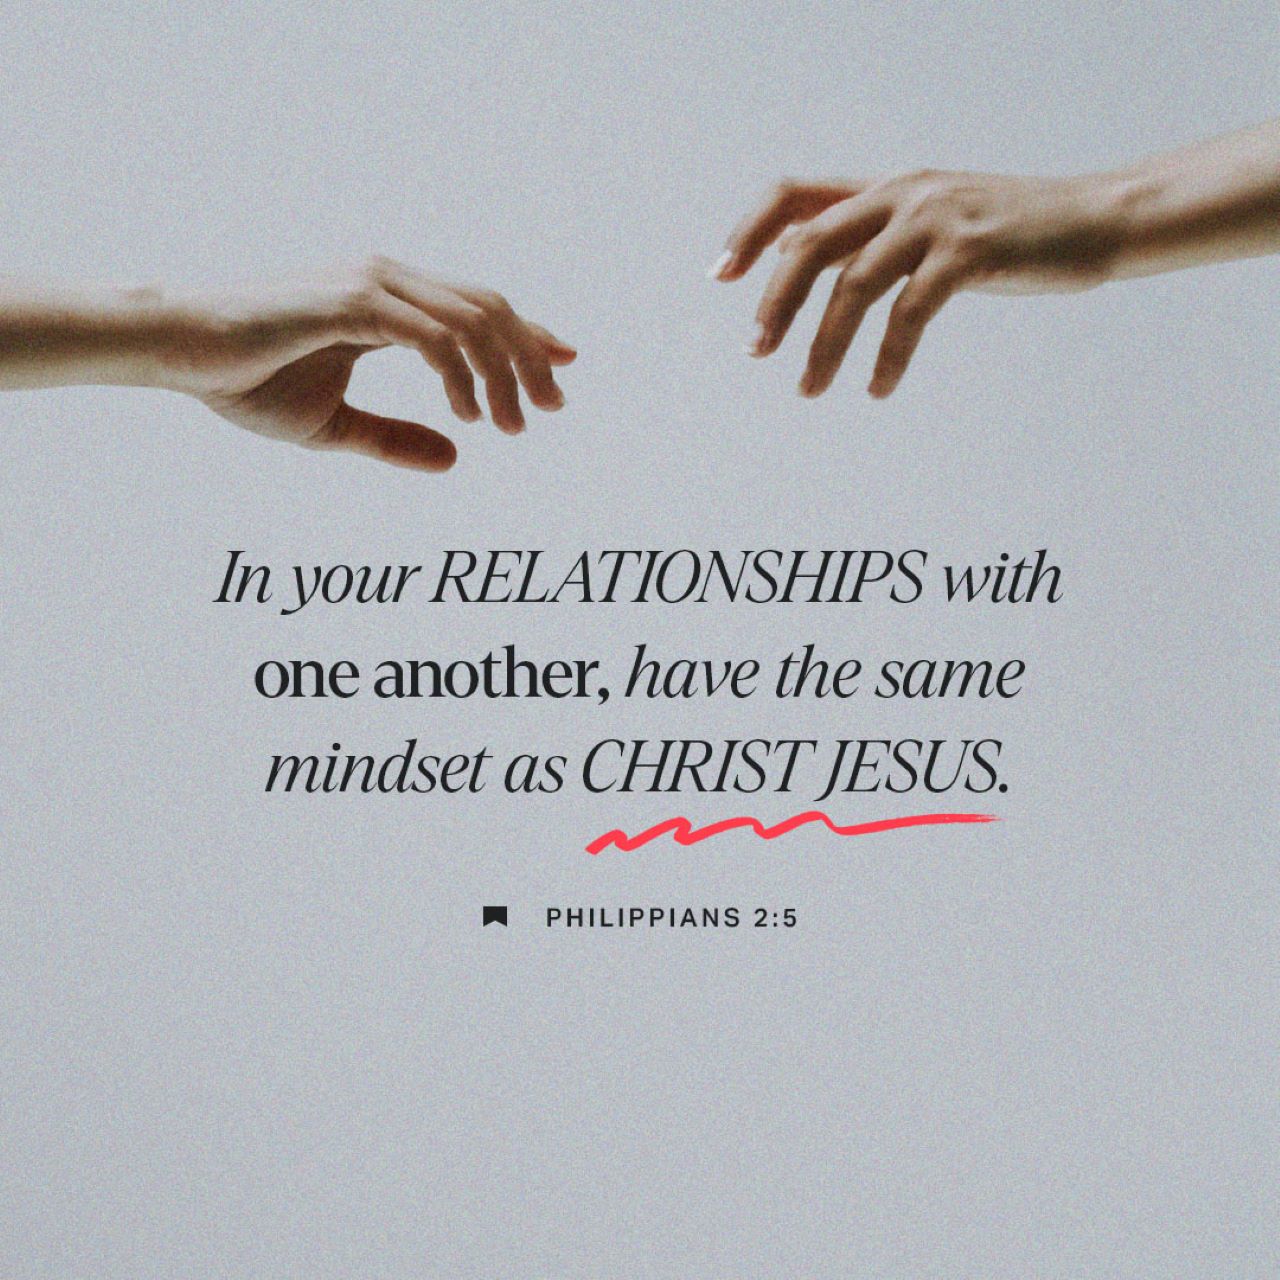 In your RELATIONSHIPS with
one another, have the same
mindset as CHRIST JESUS.
PHILIPPIANS 2:5